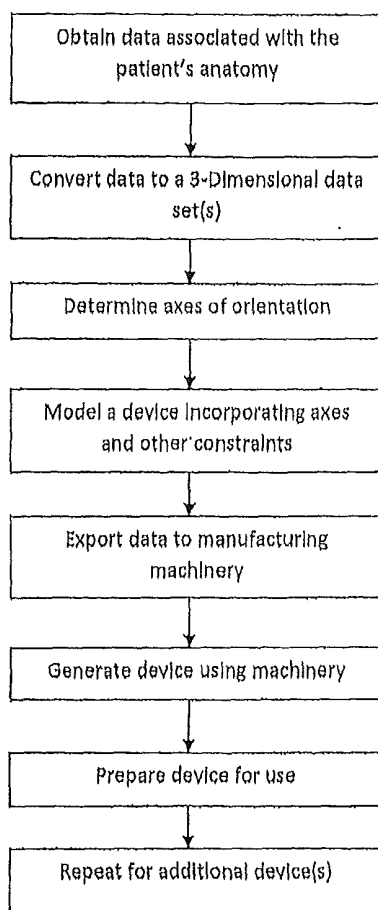 Obtain data associated with the
patient's anatomy
Convert data to a 3-Dimensional data
set(s)
Determine axes of orientation
Model a device incorporating axes
and other constraints
Export data to manufacturing
machinery
Generate device using machinery
Prepare device for use
Repeat for additional device(s)